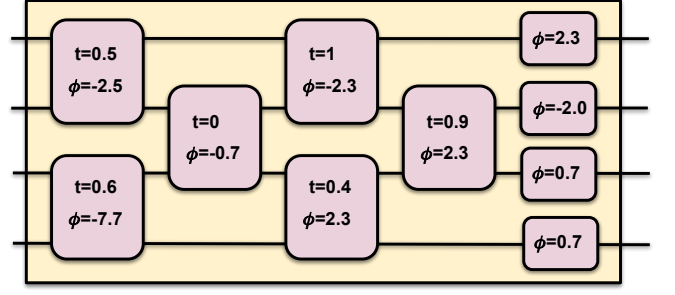 t=0.5
ϕ=-2.5
t=0
ϕ=-0.7
t=0.6
ϕ=-7.7
t=1
ϕ=-2.3
t=0.4
ϕ=2.3
t=0.9
ϕ=2.3
ϕ=2.3
ϕ=-2.0
ϕ=0.7
ϕ=0.7